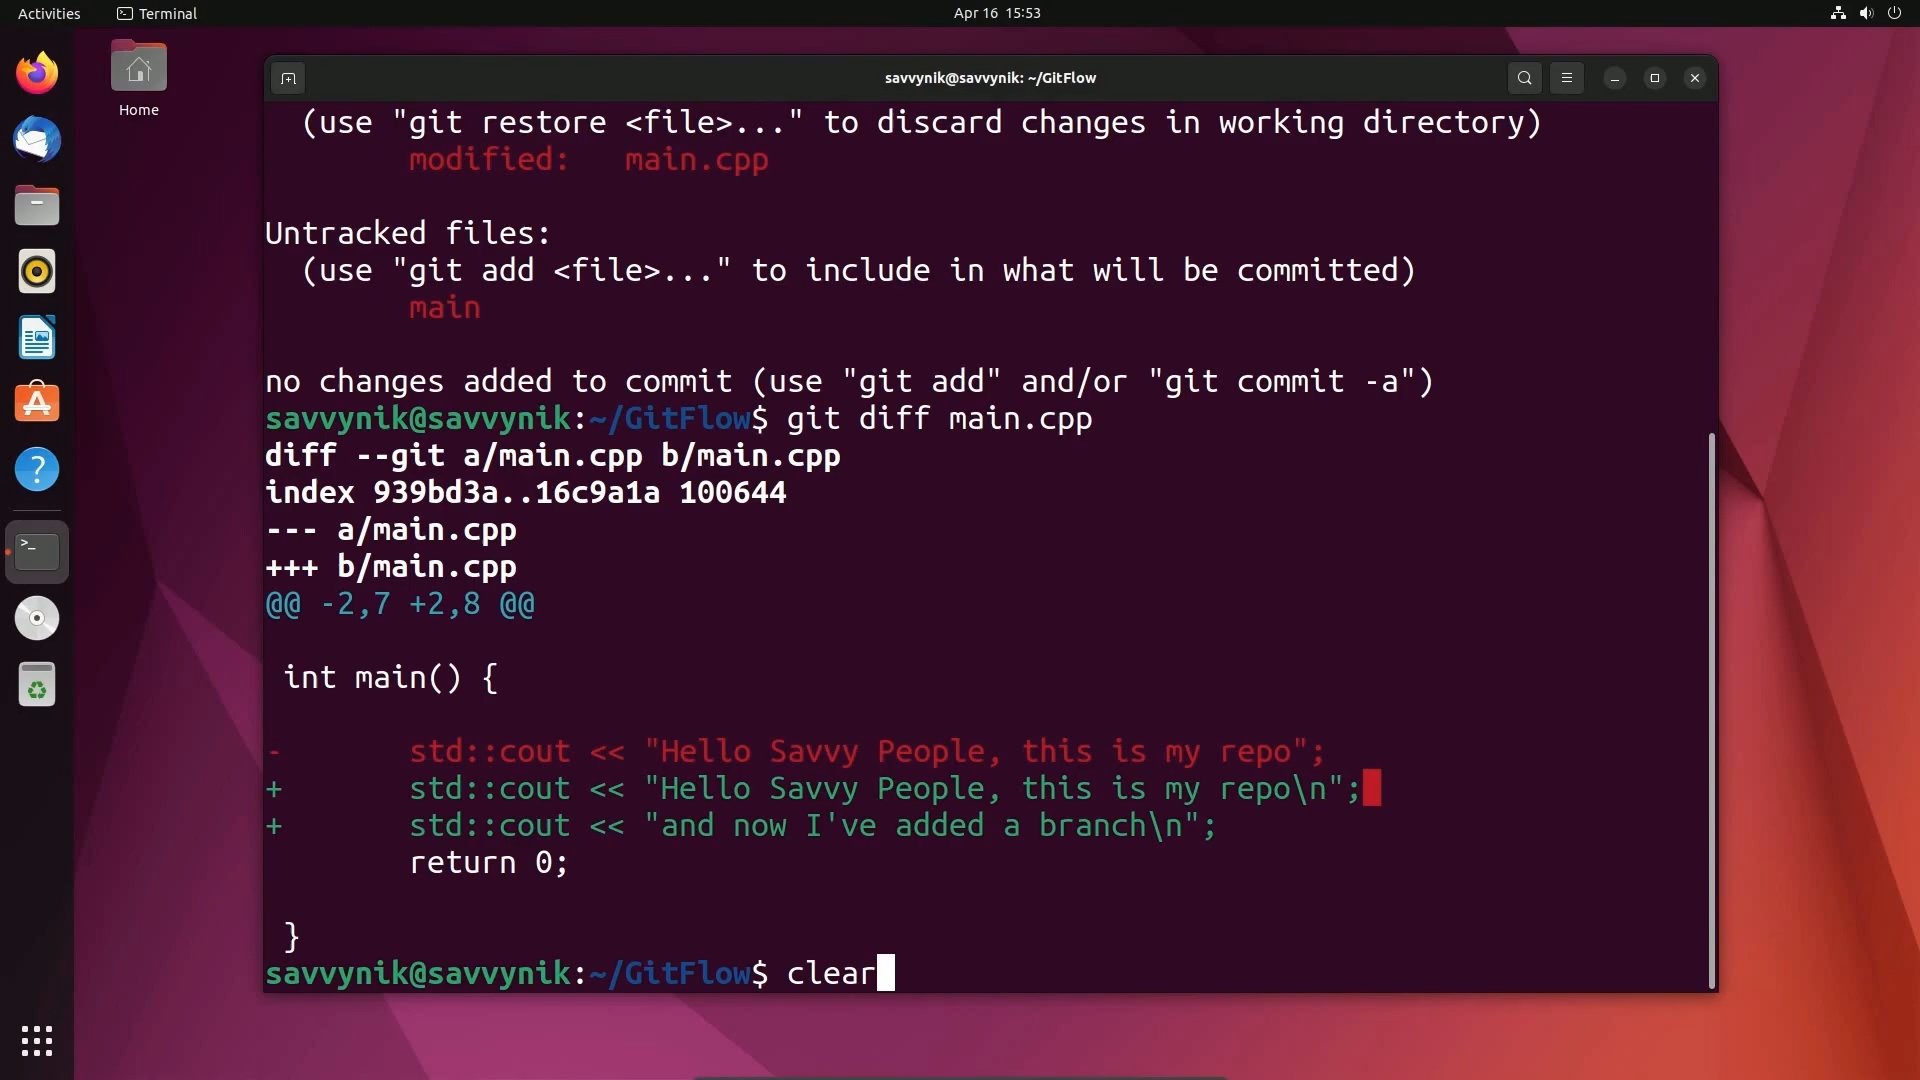 Activities
Terminal
Apr 16 15:53
Home
savvynik@savvynik: ~/GitFlow
(use "git restore <file>..." to discard changes in working directory)
modified:   main.cpp
Untracked files:
(use "git add <file>..." to include in what will be committed)
main
no changes added to commit (use "git add" and/or "git commit -a")
savvynik@savvynik:~/GitFlow$ git diff main.cpp
diff --git a/main.cpp b/main.cpp
index 939bd3a..16c9a1a 100644
--- a/main.cpp
+++ b/main.cpp
@@ -2,7 +2,8 @@
int main() {
-       std::cout << "Hello Savvy People, this is my repo";
+       std::cout << "Hello Savvy People, this is my repo\n";
+       std::cout << "and now I've added a branch\n";
return 0;
}
savvynik@savvynik:~/GitFlow$ clear